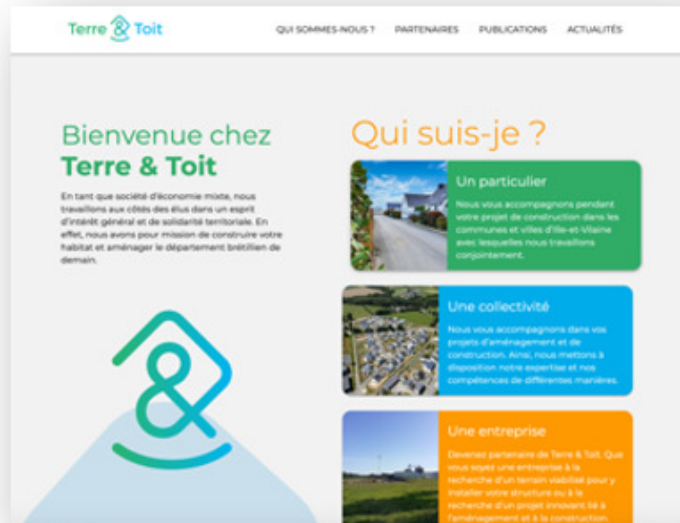 Terre & Toit
QUI SOMMES-NOUS ? PARTENAIRES PUBLICATIONS ACTUALITÉS
Bienvenue chez
Terre & Toit
En tant que société d'économie mixte, nous
travaillons aux côtés des élus dans un esprit
d'intérêt général et de solidarité territoriale. En
effet, nous avons pour mission de construire votre
habitat et aménager le département brétillien de
demain.
&
Qui suis-je ?
Un particulier
Nous vous accompagnons pendant
votre projet de construction dans les
communes et villes d'Ille-et-Vilaine
avec lesquelles nous travaillons
conjointement.
Une collectivité
Nous vous accompagnons dans vos
projets d'aménagement et de
construction. Ainsi, nous mettons à
disposition notre expertise et nos
compétences de différentes manières.
Une entreprise
Devenez partenaire de Terre & Toit. Que
vous soyez une entreprise à la
recherche d'un terrain viabilisé pour y
installer votre structure ou à la
recherche d'un projet innovant lié à
l'aménagement et à la construction.